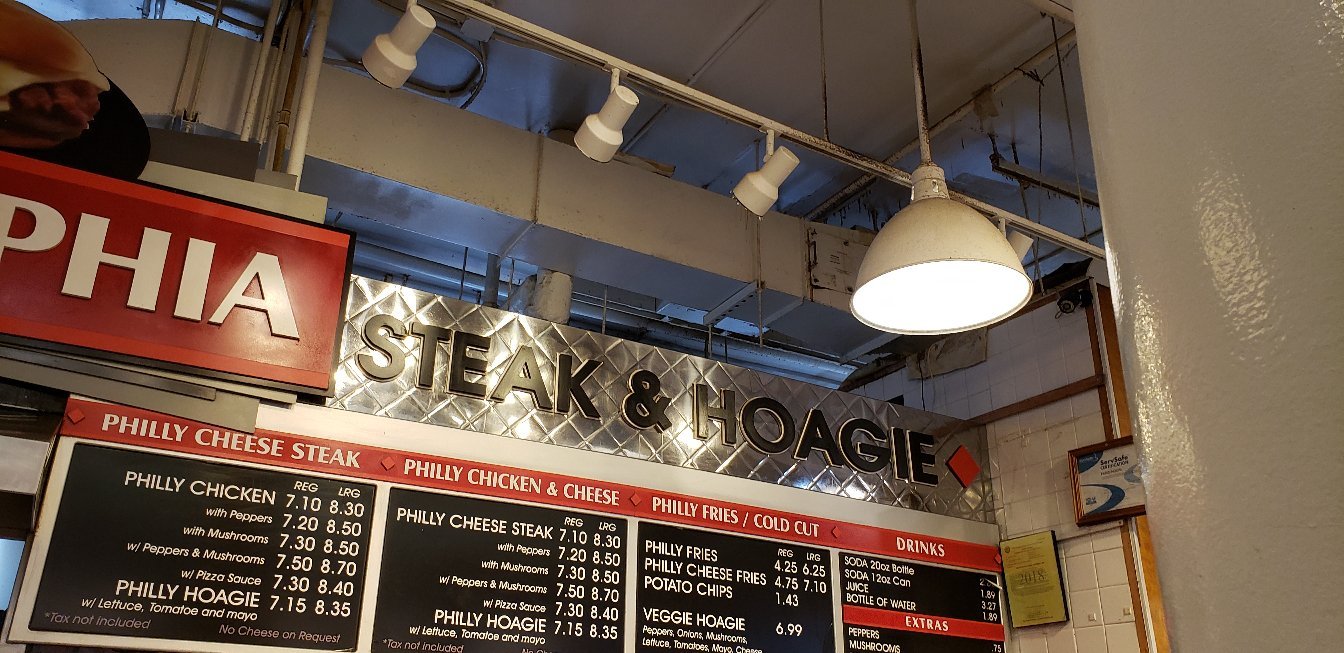 PHIA
STEAK & HOAGIE
PHILLY CHEESE STEAK
REG LRG
PHILLY CHICKEN 7.10 8.30
with Peppers 7.20 8.50
with Mushrooms 7.30 8.50
w/ Peppers & Mushrooms 7.50 8.70
w/ Pizza Sauce 7.30 8.40
PHILLY HOAGIE 7.15 8.35
w/ Lettuce, Tomatoe and mayo
*Tax not included No Cheese on Request
PHILLY CHICKEN & CHEESE
REG LRG
PHILLY CHEESE STEAK 7.10 8.30
with Peppers 7.20 8.50
with Mushrooms 7.30 8.50
w/ Peppers & Mushrooms 7.50 8.70
w/ Pizza Sauce 7.30 8.40
PHILLY HOAGIE 7.15 8.35
w/ Lettuce, Tomatoe and mayo
*Tax not included No Ch
PHILLY FRIES / COLD CUT
REG LRG
PHILLY FRIES 4.25 6.25
PHILLY CHEESE FRIES 4.75 7.10
POTATO CHIPS 1.43
VEGGIE HOAGIE 6.99
Peppers, Onions, Mushrooms,
Lettuce, Tomatoes, Mayo, Cheese
DRINKS
SODA 20oz Bottle
SODA 12oz Can 1.89
JUICE 3.27
BOTTLE OF WATER 1.89
EXTRAS
PEPPERS .75
MUSHROOMS
ServSafe
CERTIFICATION
2018